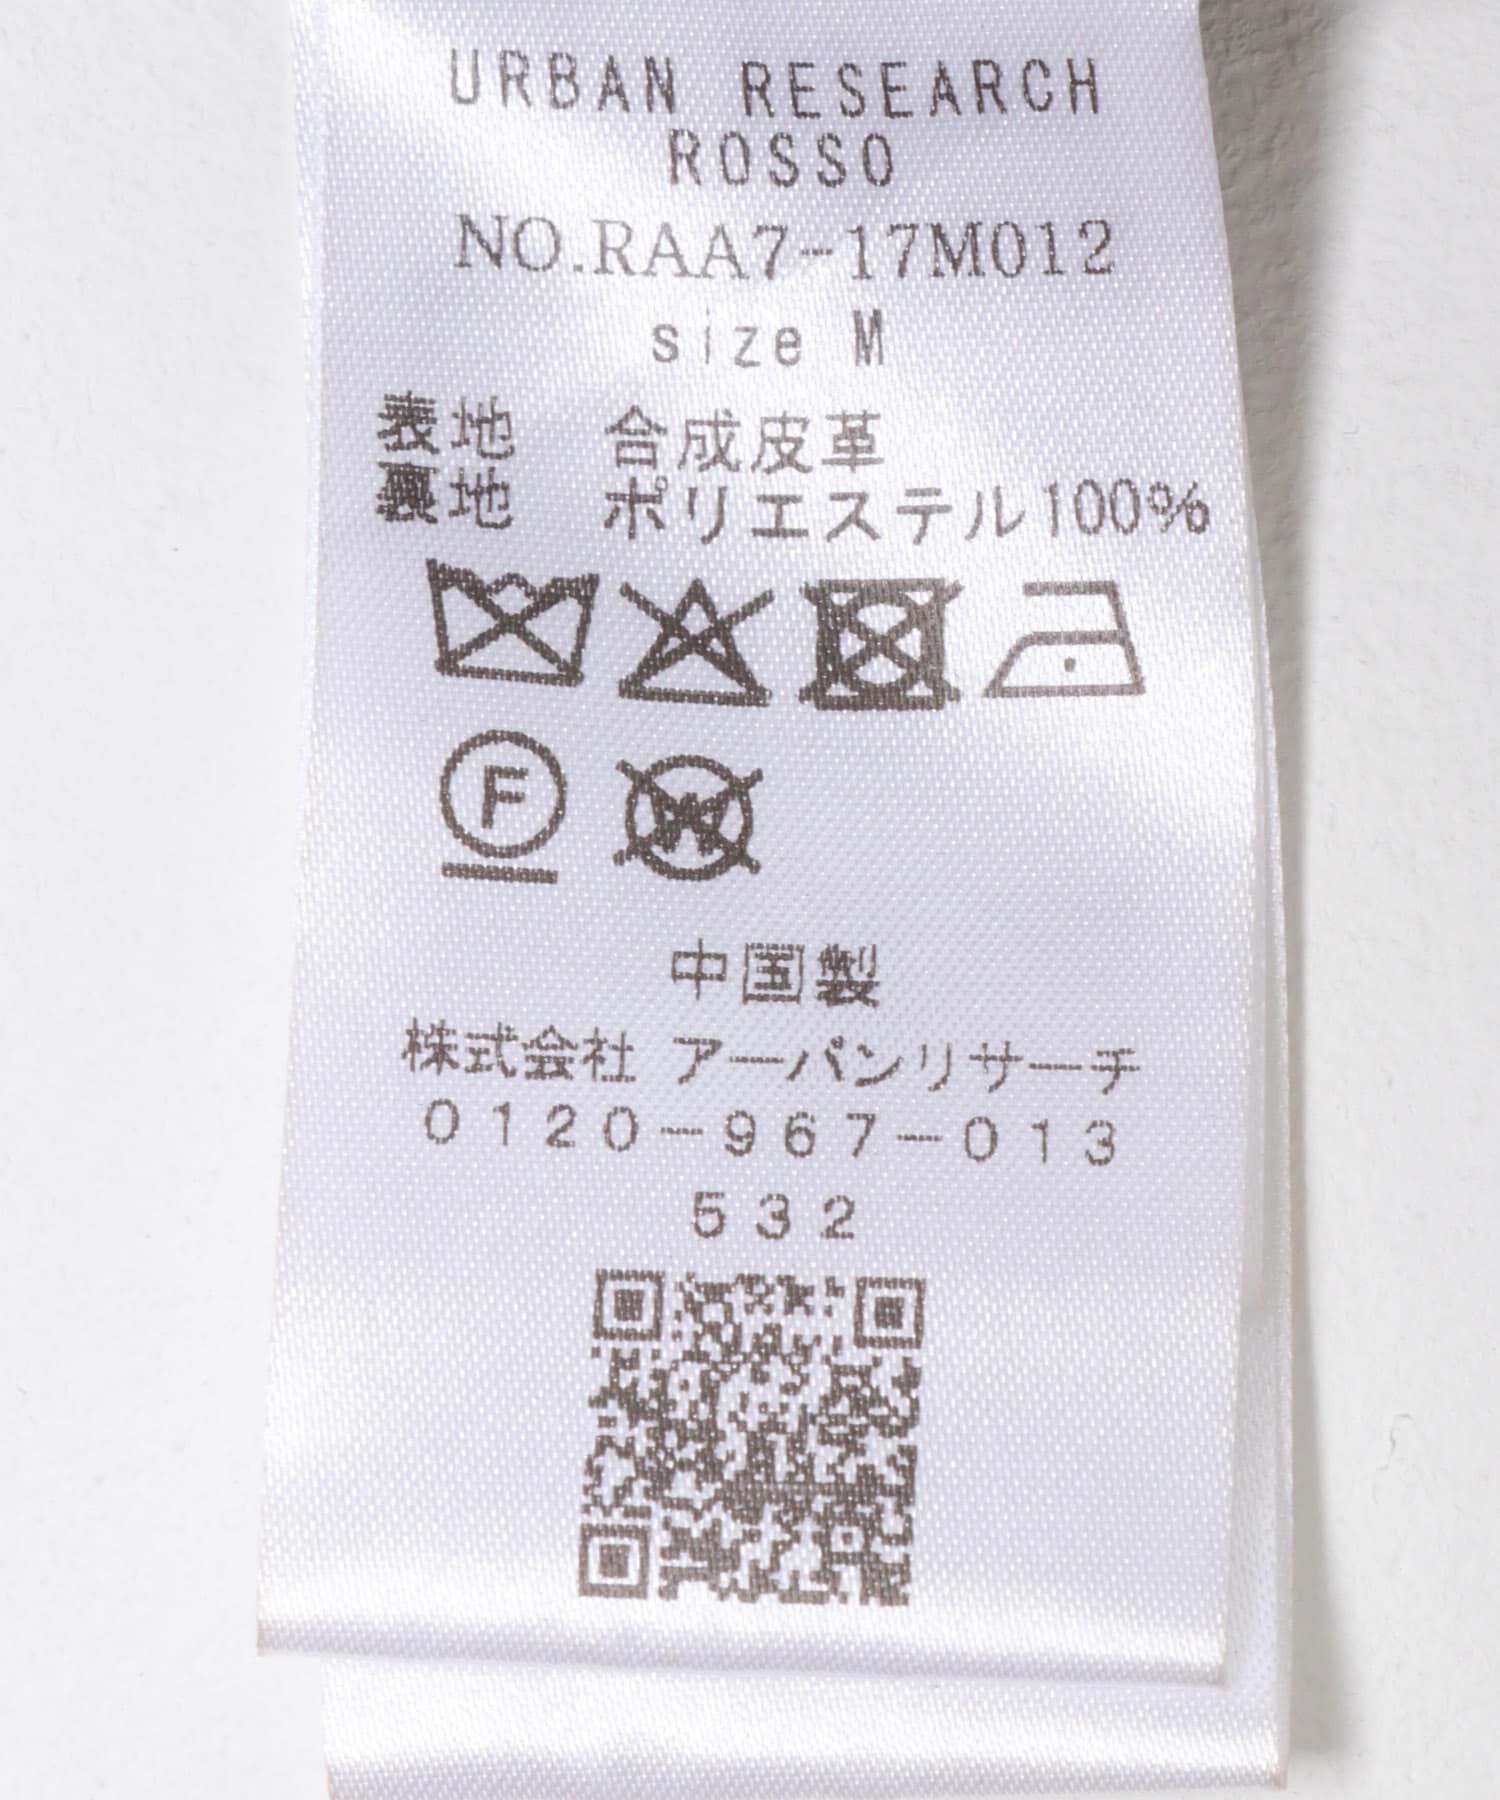 URBAN RESEARCH
ROSSO
NO.RAA7-17M012
size M
表地 合成皮革
裏地 ポリエステル100%
F
W
中国製
株式会社 アーバンリサーチ
0120-967-013
532